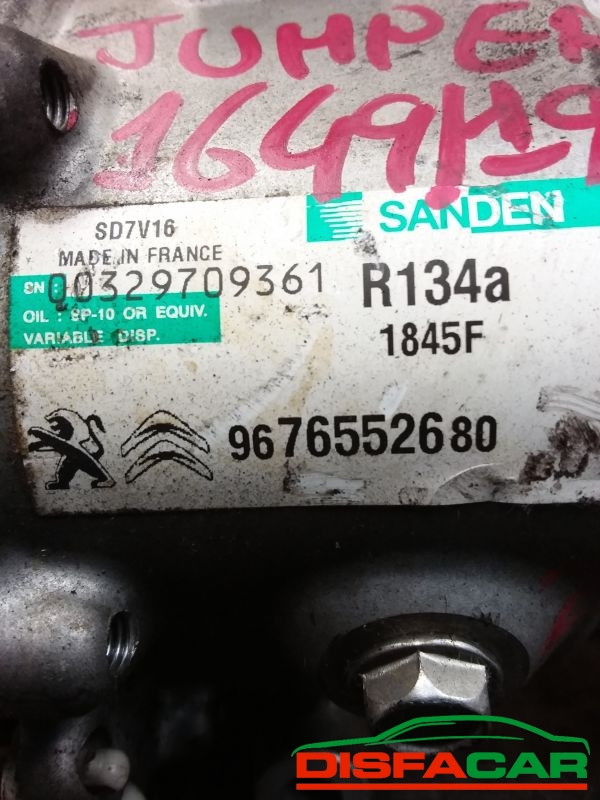 JUMPER
1649H9
SANDEN
SD7V16
MADE IN FRANCE
SN: 00329709361
R134a
OIL : SP-10 OR EQUIV.
VARIABLE DISP.
1845F
9676552680
DISFACAR